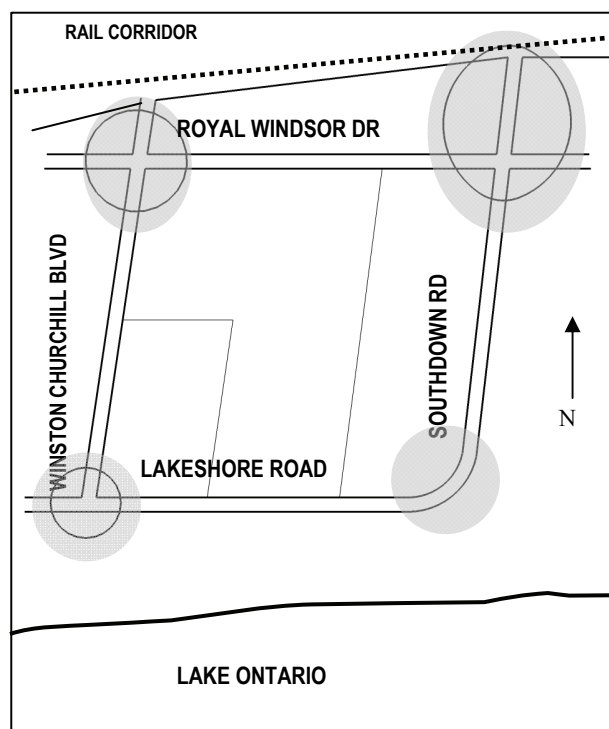 RAIL CORRIDOR
ROYAL WINDSOR DR
WINSTON CHURCHILL BLVD
SOUTHDOWN RD
N
LAKESHORE ROAD
LAKE ONTARIO